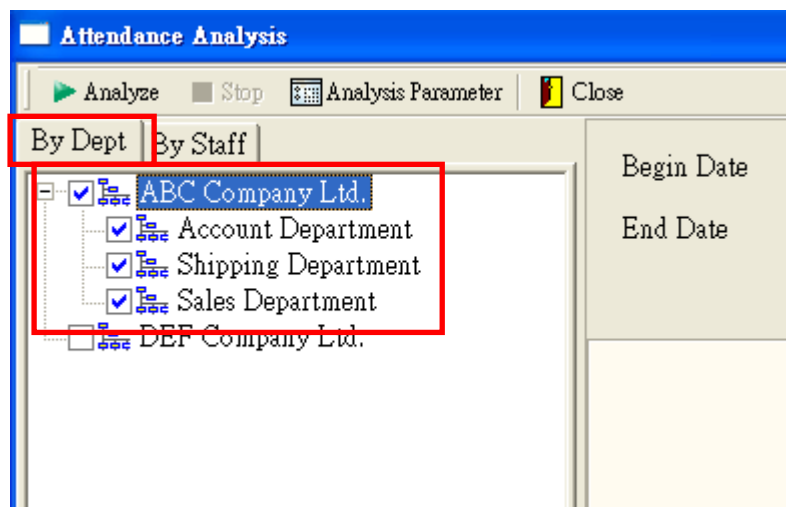 Attendance Analysis
Analyze Stop Analysis Parameter Close
By Dept By Staff
ABC Company Ltd.
Account Department
Shipping Department
Sales Department
DEF Company Ltd.
Begin Date
End Date